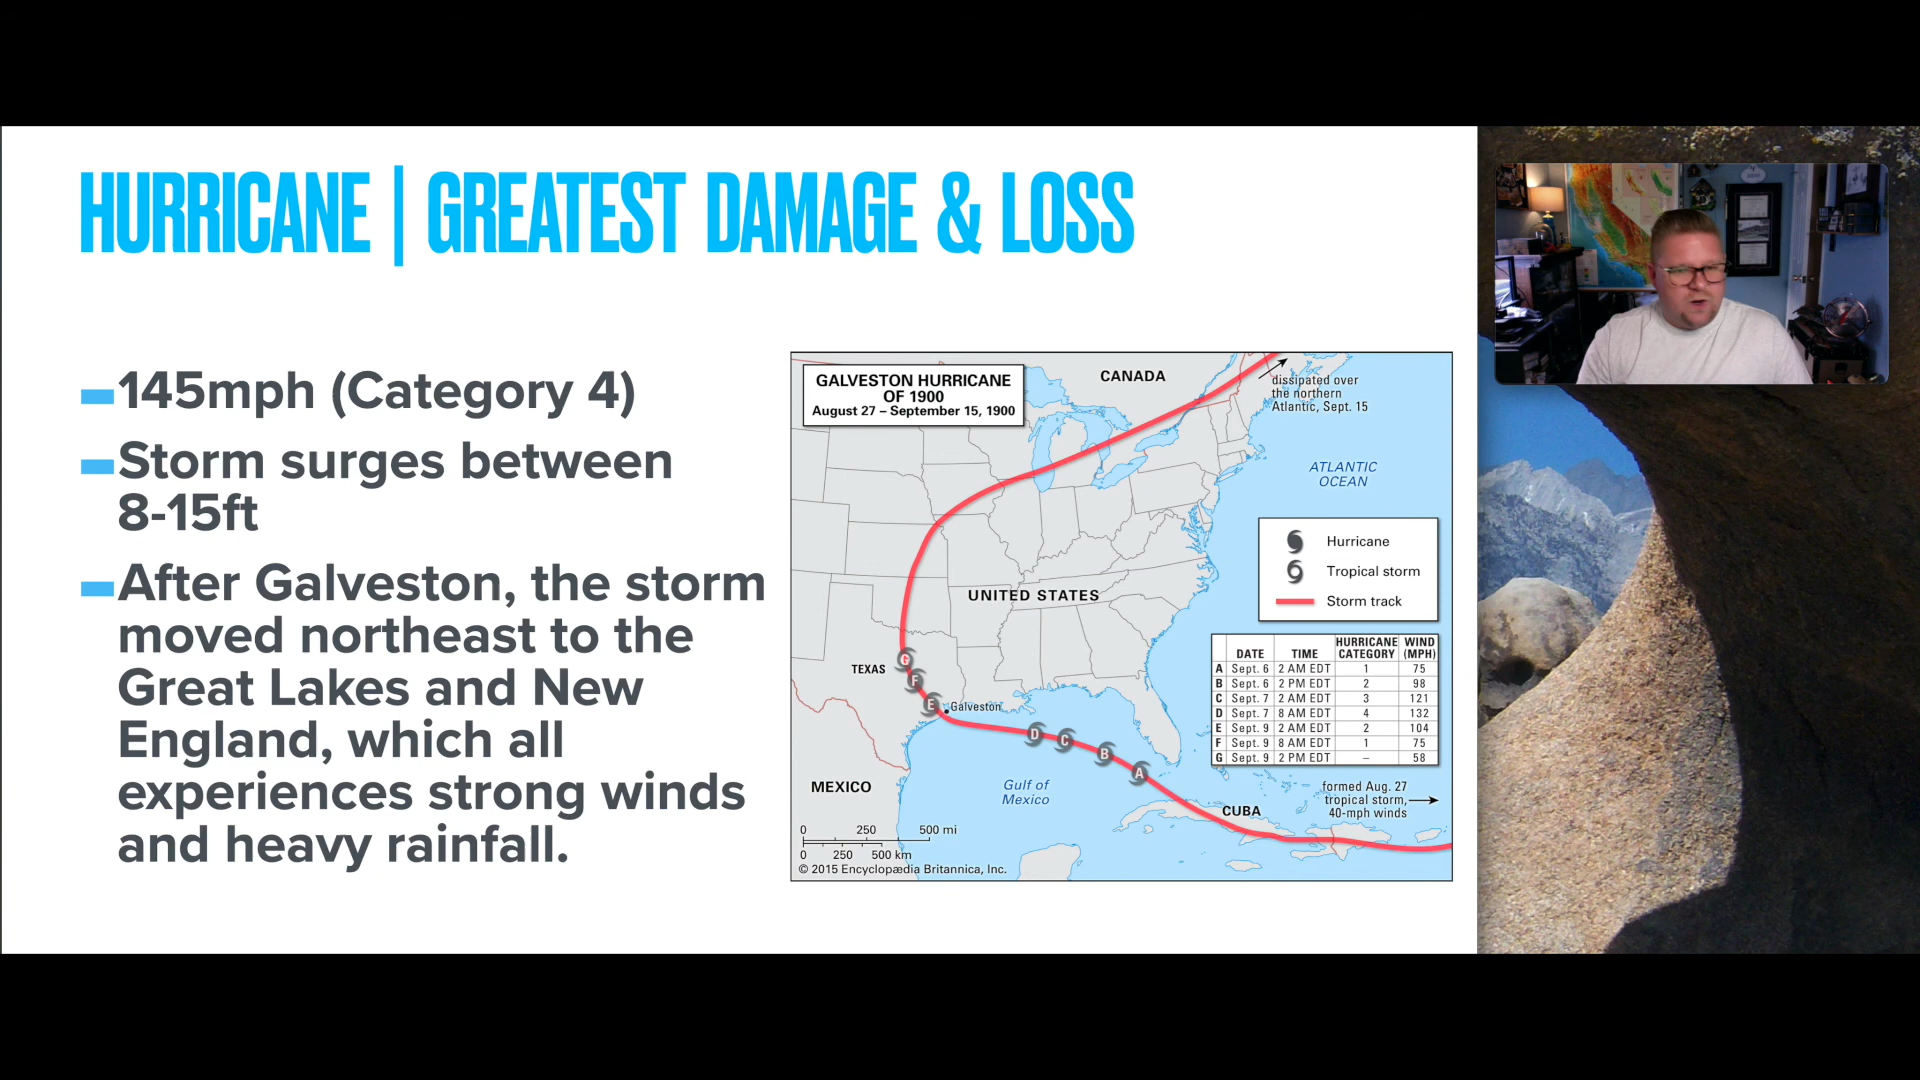 HURRICANE | GREATEST DAMAGE & LOSS
145mph (Category 4)
Storm surges between
8-15ft
After Galveston, the storm
moved northeast to the
Great Lakes and New
England, which all
experiences strong winds
and heavy rainfall.
GALVESTON HURRICANE
OF 1900
August 27 – September 15, 1900
CANADA
dissipated over
the northern
Atlantic, Sept. 15
ATLANTIC
OCEAN
Hurricane
Tropical storm
Storm track
UNITED STATES
TEXAS
G
F
E
Galveston
D
C
B
A
MEXICO
Gulf of
Mexico
CUBA
DATE TIME HURRICANE CATEGORY WIND (MPH)
A Sept. 6 2 AM EDT 1 75
B Sept. 6 2 PM EDT 2 98
C Sept. 7 2 AM EDT 3 121
D Sept. 7 8 AM EDT 4 132
E Sept. 9 2 AM EDT 2 104
F Sept. 9 8 AM EDT 1 75
G Sept. 9 2 PM EDT – 58
formed Aug. 27
tropical storm,
40-mph winds
0 250 500 mi
0 250 500 km
© 2015 Encyclopædia Britannica, Inc.